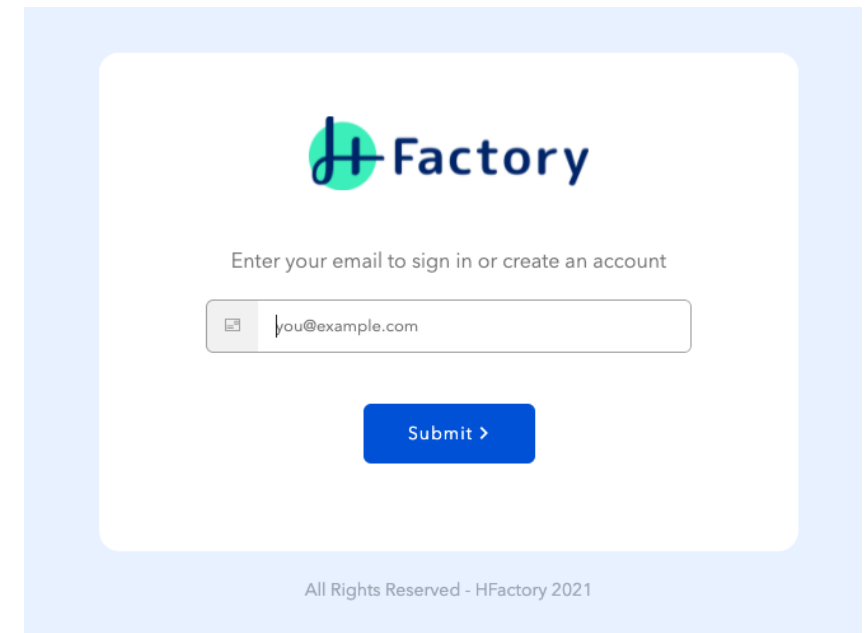 H Factory
Enter your email to sign in or create an account
you@example.com
Submit >
All Rights Reserved - HFactory 2021